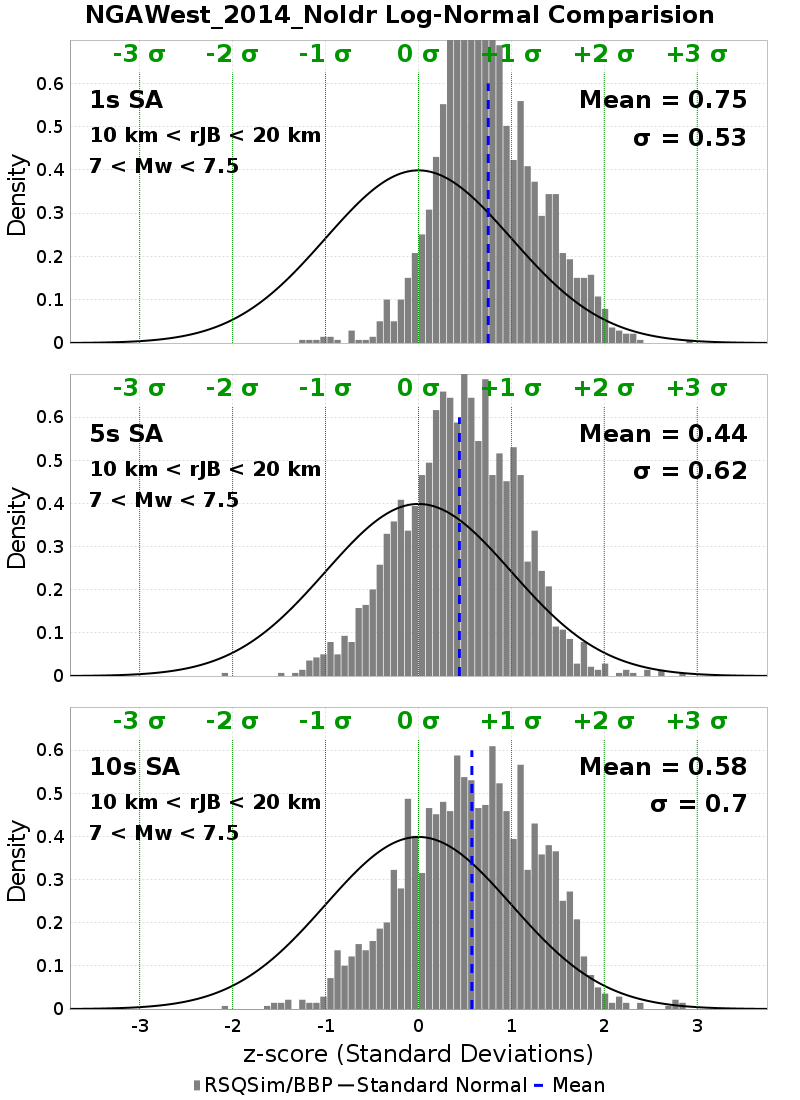 NGAWest_2014_NoIdr Log-Normal Comparision
-3 σ -2 σ -1 σ 0 σ +1 σ +2 σ +3 σ
1s SA
Mean = 0.75
10 km < rJB < 20 km
σ = 0.53
7 < Mw < 7.5
Density
0.6
0.5
0.4
0.3
0.2
0.1
0
-3 σ -2 σ -1 σ 0 σ +1 σ +2 σ +3 σ
5s SA
Mean = 0.44
10 km < rJB < 20 km
σ = 0.62
7 < Mw < 7.5
Density
0.6
0.5
0.4
0.3
0.2
0.1
0
-3 σ -2 σ -1 σ 0 σ +1 σ +2 σ +3 σ
10s SA
Mean = 0.58
10 km < rJB < 20 km
σ = 0.7
7 < Mw < 7.5
Density
0.6
0.5
0.4
0.3
0.2
0.1
0
-3 -2 -1 0 1 2 3
z-score (Standard Deviations)
RSQSim/BBP Standard Normal Mean